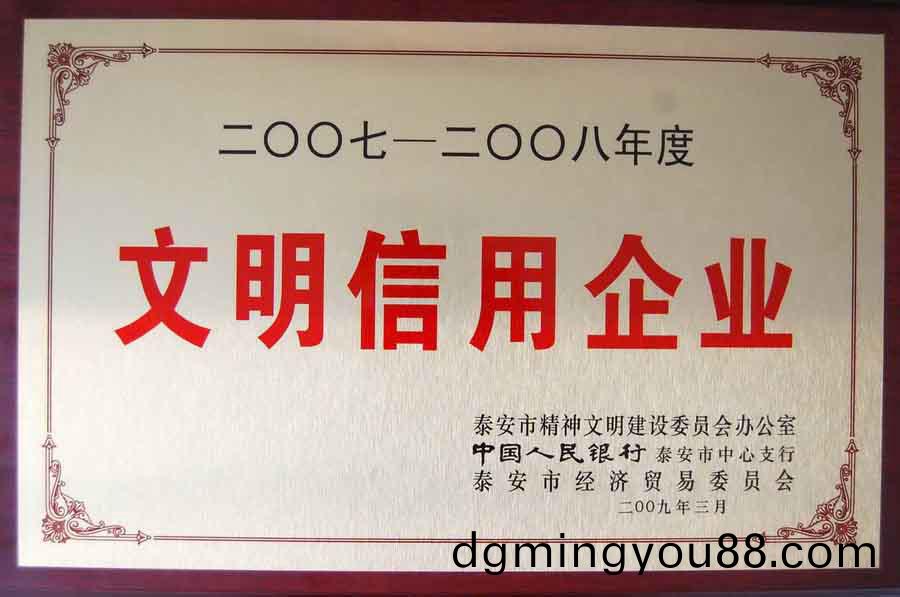 二〇〇七—二〇〇八年度
文明信用企业
泰安市精神文明建设委员会办公室
中国人民银行 泰安市中心支行
泰安市经济贸易委员会
二00九年三月
dgmingyou88.com